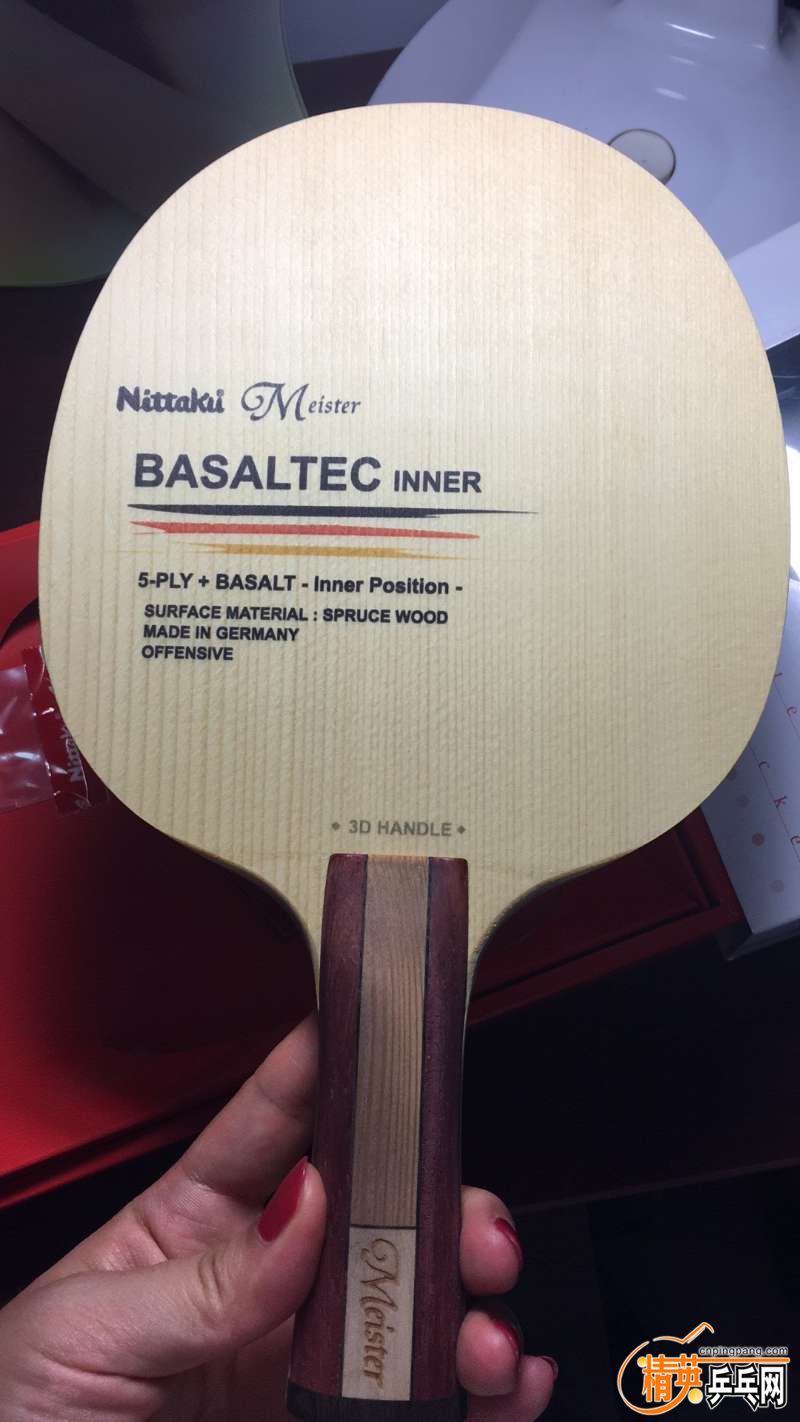 Nittaku Meister
BASALTEC INNER
5-PLY + BASALT - Inner Position -
SURFACE MATERIAL : SPRUCE WOOD
MADE IN GERMANY
OFFENSIVE
• 3D HANDLE •
Meister
Nittaku
cnpingpang.com
精英乒乓网